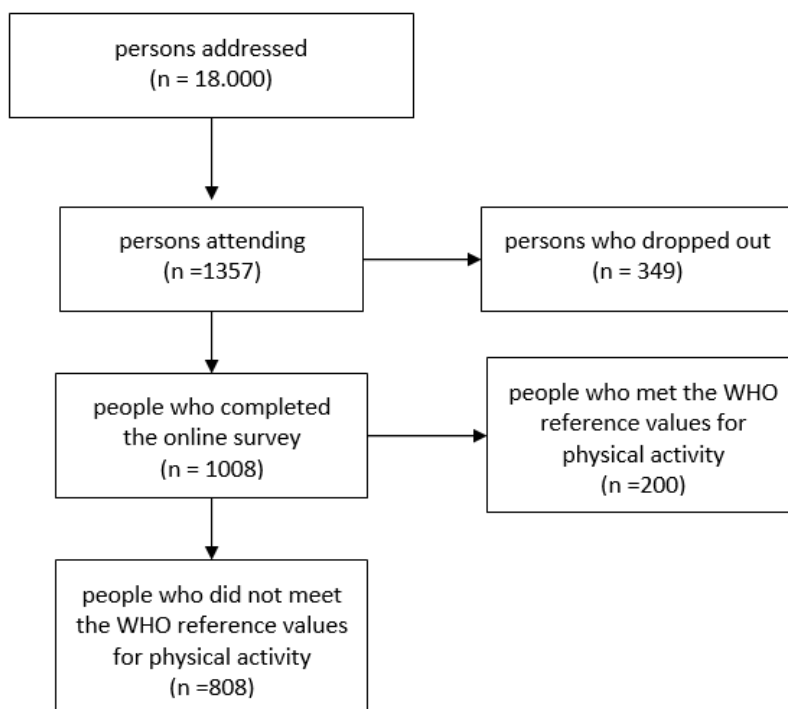 persons addressed
(n = 18.000)
persons attending
(n =1357)
persons who dropped out
(n = 349)
people who completed
the online survey
(n = 1008)
people who met the WHO
reference values for
physical activity
(n =200)
people who did not meet
the WHO reference values
for physical activity
(n =808)